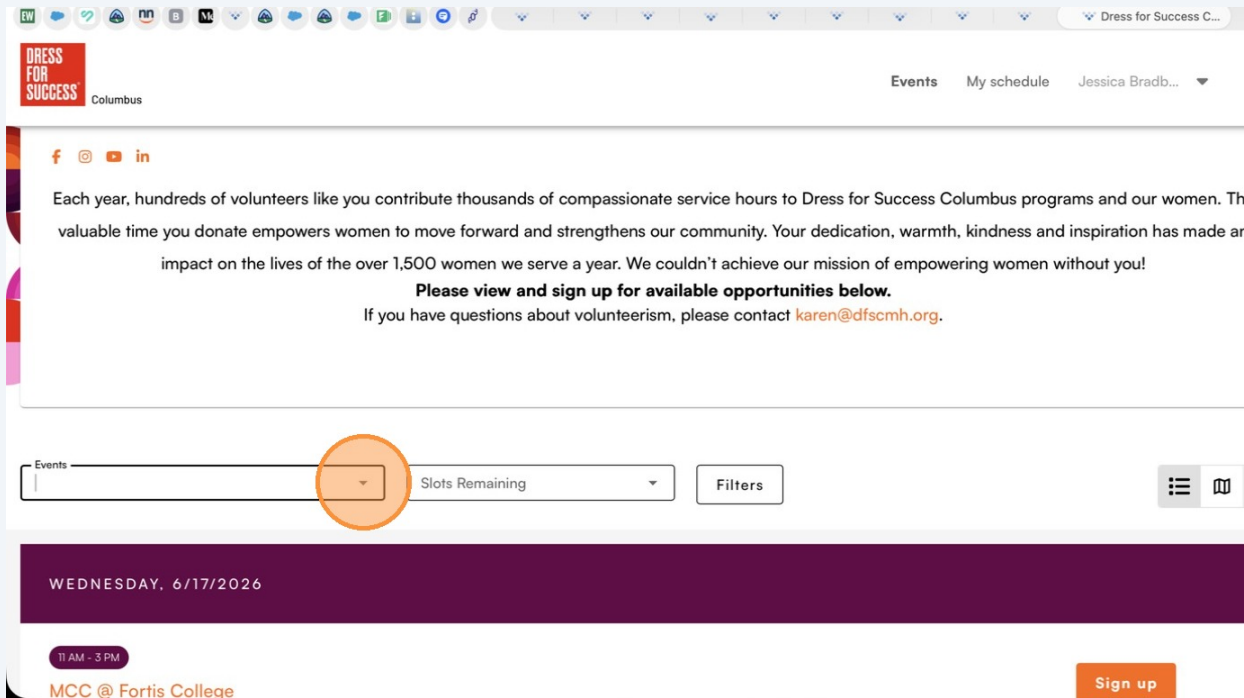 EW
nn
B
Dress for Success C...
DRESS
FOR
SUCCESS
Columbus
Events My schedule Jessica Bradb...
Each year, hundreds of volunteers like you contribute thousands of compassionate service hours to Dress for Success Columbus programs and our women. Th
valuable time you donate empowers women to move forward and strengthens our community. Your dedication, warmth, kindness and inspiration has made an
impact on the lives of the over 1,500 women we serve a year. We couldn't achieve our mission of empowering women without you!
Please view and sign up for available opportunities below.
If you have questions about volunteerism, please contact karen@dfscmh.org.
Events
Slots Remaining
Filters
WEDNESDAY, 6/17/2026
11 AM - 3 PM
MCC @ Fortis College
Sign up